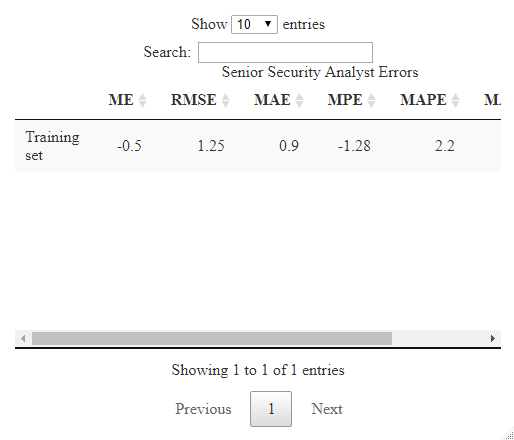 Show 10 entries
Search:
Senior Security Analyst Errors
ME RMSE MAE MPE MAPE
Training set -0.5 1.25 0.9 -1.28 2.2
Showing 1 to 1 of 1 entries
Previous 1 Next